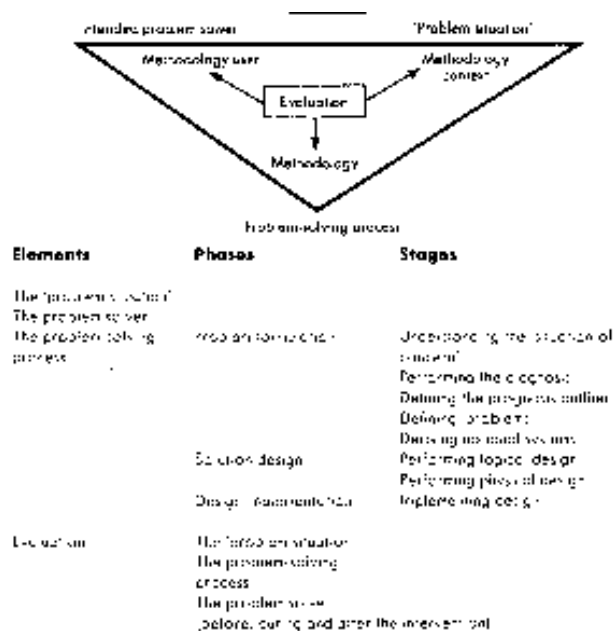 Intended problem solver 'Problem situation'
Methodology user Methodology
context
Evaluation
Methodology
Problem-solving process
Elements Phases Stages
The 'problem situation'
The problem solver
The problem-solving Problem formulation Understanding the 'situation of
process concern'
Performing the diagnosis
Defining the prognosis outline
Defining 'problems'
Deriving notional systems
Solution design Performing logical design
Performing physical design
Design implementation Implementing design
Evaluation The 'problem situation'
The problem-solving
process
The problem solver
(before, during and after the intervention)